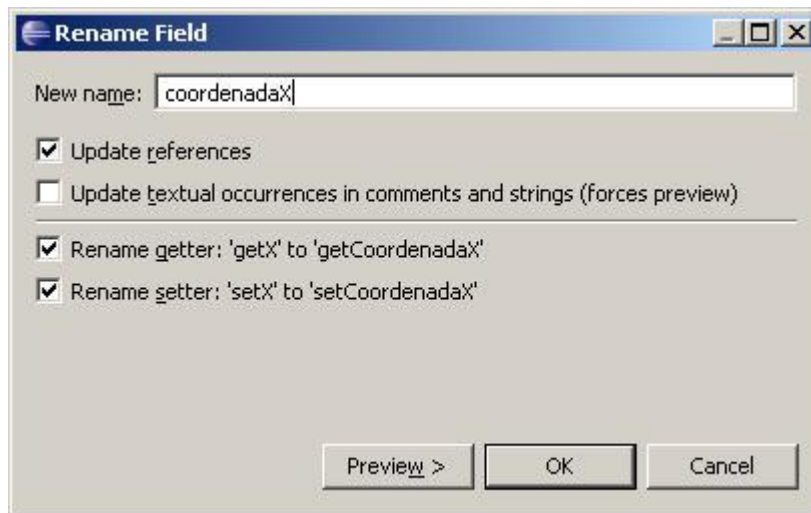 Rename Field
New name: coordenadaX
Update references
Update textual occurrences in comments and strings (forces preview)
Rename getter: 'getX' to 'getCoordenadaX'
Rename setter: 'setX' to 'setCoordenadaX'
Preview > OK Cancel